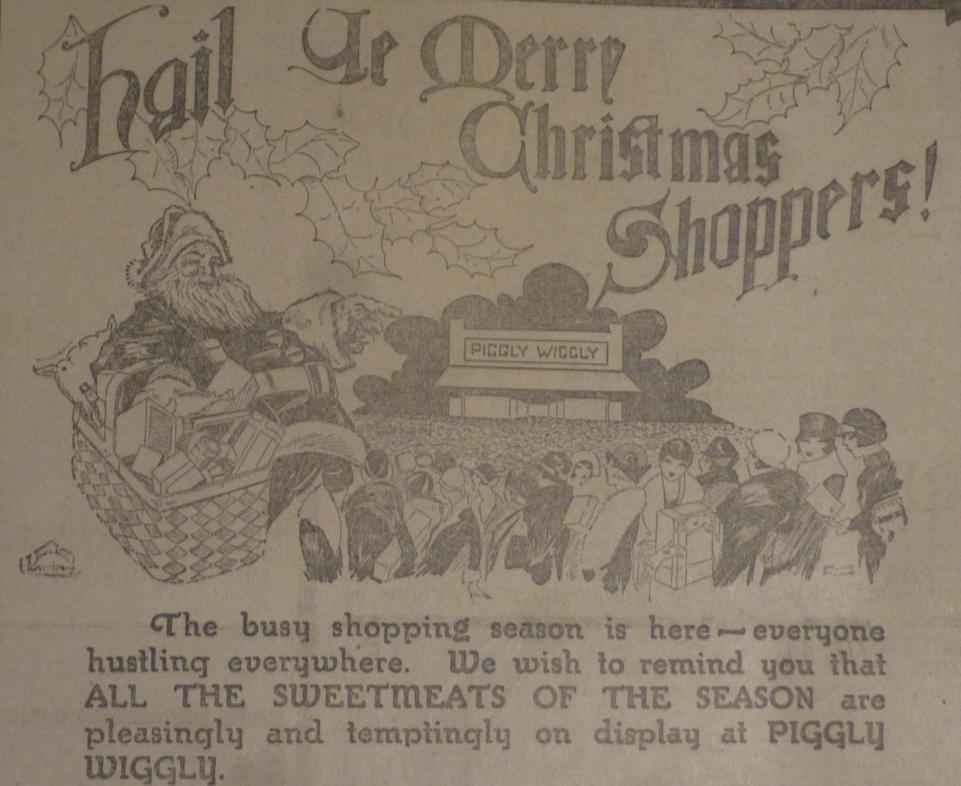 Hail Ye Merry
Christmas
Shoppers!
PIGGLY WIGGLY
The busy shopping season is here—everyone
hustling everywhere. We wish to remind you that
ALL THE SWEETMEATS OF THE SEASON are
pleasingly and temptingly on display at PIGGLY
WIGGLY.